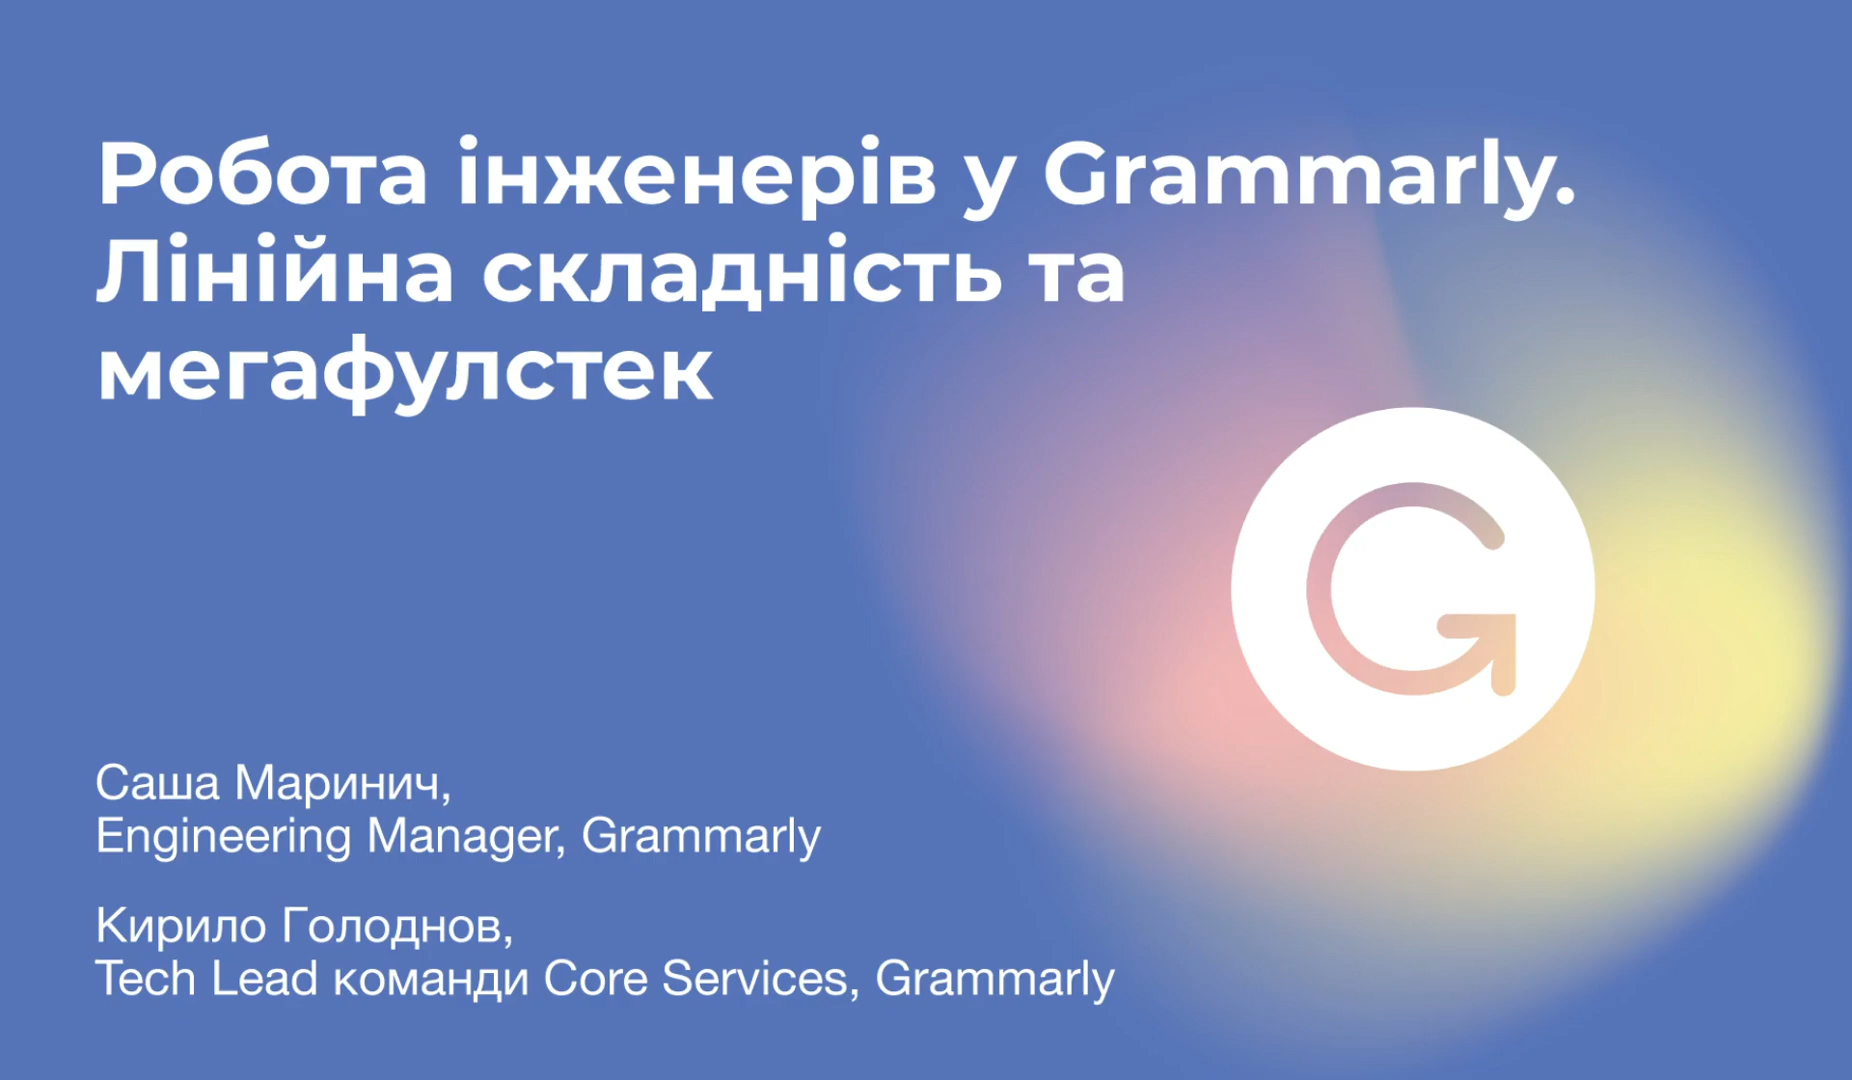 Робота інженерів у Grammarly.
Лінійна складність та
мегафулстек
Саша Маринич,
Engineering Manager, Grammarly
Кирило Голоднов,
Tech Lead команди Core Services, Grammarly